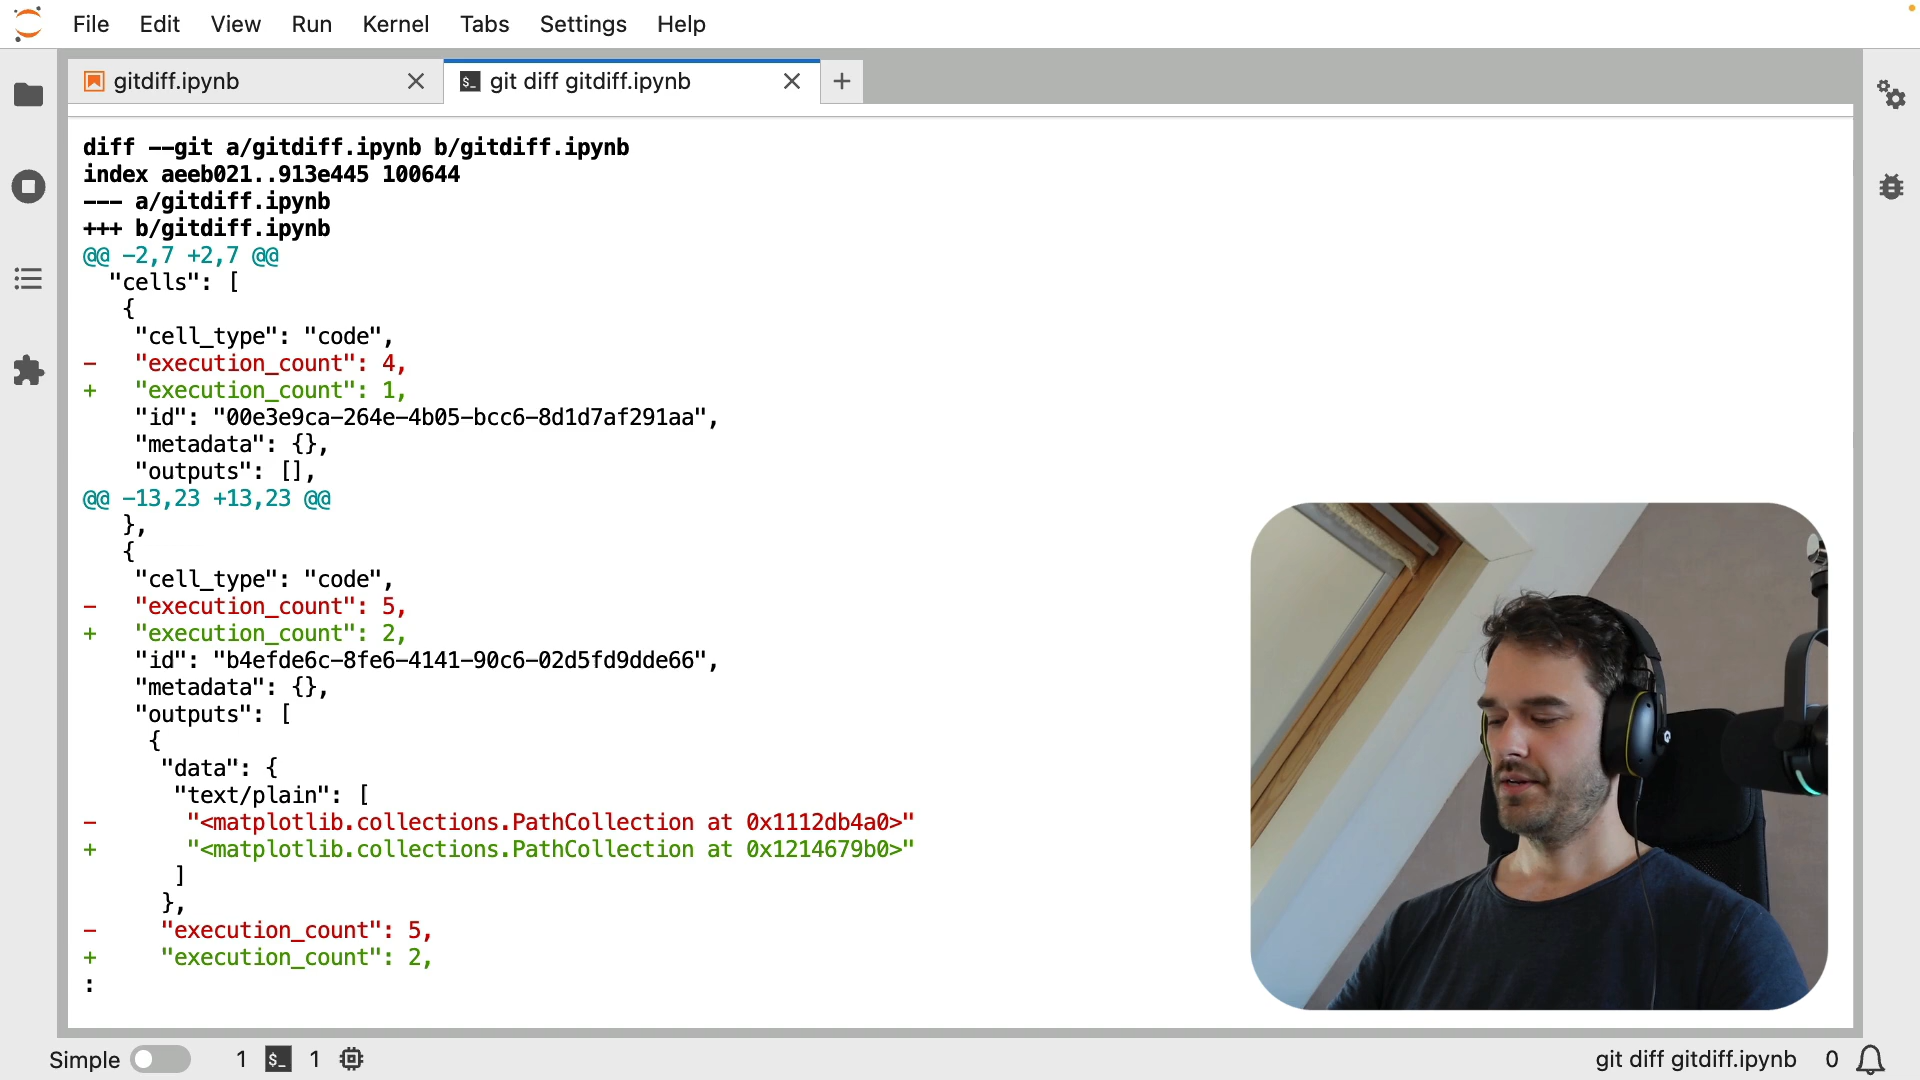 File Edit View Run Kernel Tabs Settings Help
gitdiff.ipynb
$_ git diff gitdiff.ipynb
diff --git a/gitdiff.ipynb b/gitdiff.ipynb
index aeeb021..913e445 100644
--- a/gitdiff.ipynb
+++ b/gitdiff.ipynb
@@ -2,7 +2,7 @@
"cells": [
{
"cell_type": "code",
- "execution_count": 4,
+ "execution_count": 1,
"id": "00e3e9ca-264e-4b05-bcc6-8d1d7af291aa",
"metadata": {},
"outputs": [],
@@ -13,23 +13,23 @@
},
{
"cell_type": "code",
- "execution_count": 5,
+ "execution_count": 2,
"id": "b4efde6c-8fe6-4141-90c6-02d5fd9dde66",
"metadata": {},
"outputs": [
{
"data": {
"text/plain": [
- "<matplotlib.collections.PathCollection at 0x1112db4a0>"
+ "<matplotlib.collections.PathCollection at 0x1214679b0>"
]
},
- "execution_count": 5,
+ "execution_count": 2,
:
Simple 1 $_ 1 git diff gitdiff.ipynb 0